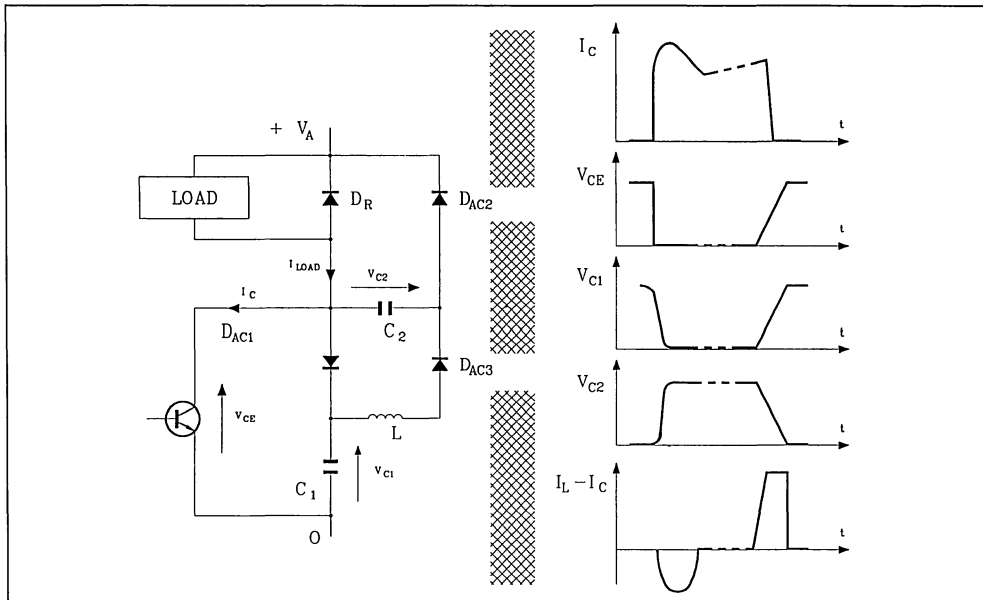 + V_A
LOAD
D_R
D_AC2
I_LOAD
V_C2
I_C
D_AC1
C_2
D_AC3
V_CE
L
V_C1
C_1
O
I_C
t
V_CE
t
V_C1
t
V_C2
t
I_L – I_C
t